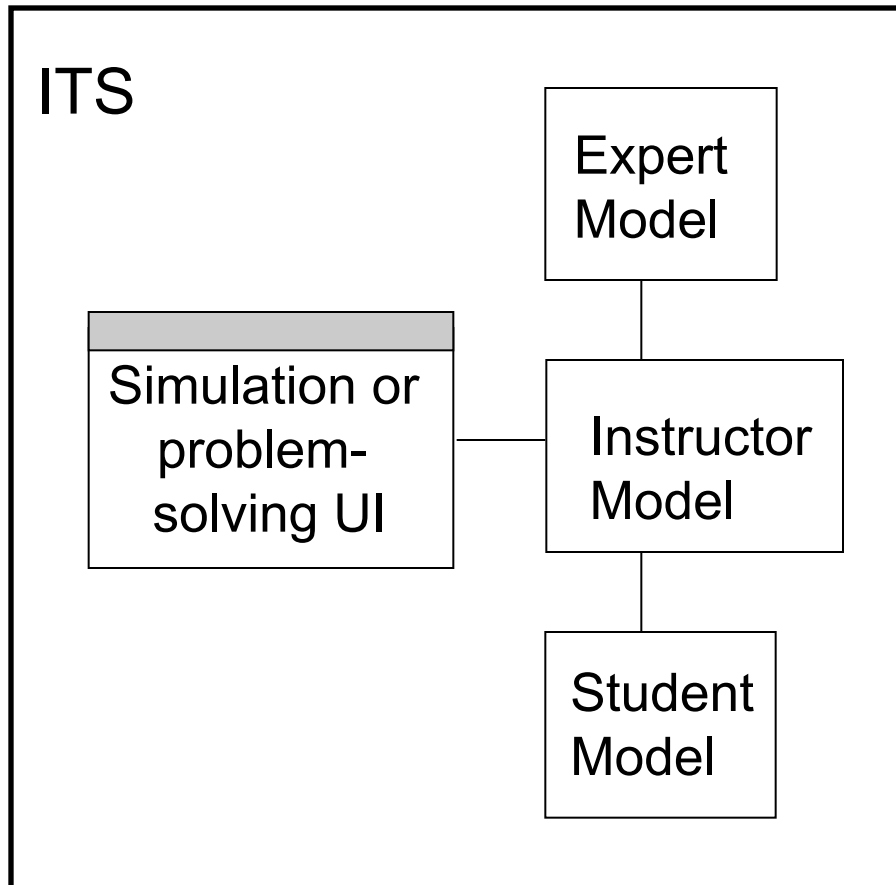 ITS
Expert
Model
Simulation or
problem-
solving UI
Instructor
Model
Student
Model